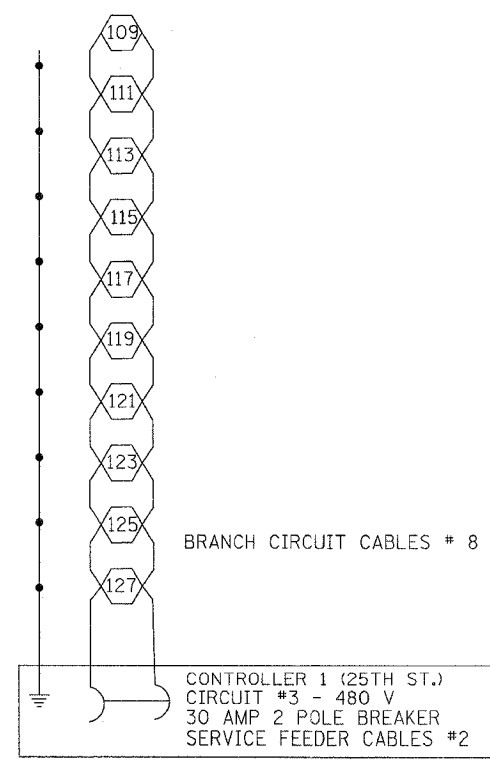 109
111
113
115
117
119
121
123
125
BRANCH CIRCUIT CABLES # 8
127
CONTROLLER 1 (25TH ST.)
CIRCUIT #3 - 480 V
30 AMP 2 POLE BREAKER
SERVICE FEEDER CABLES #2